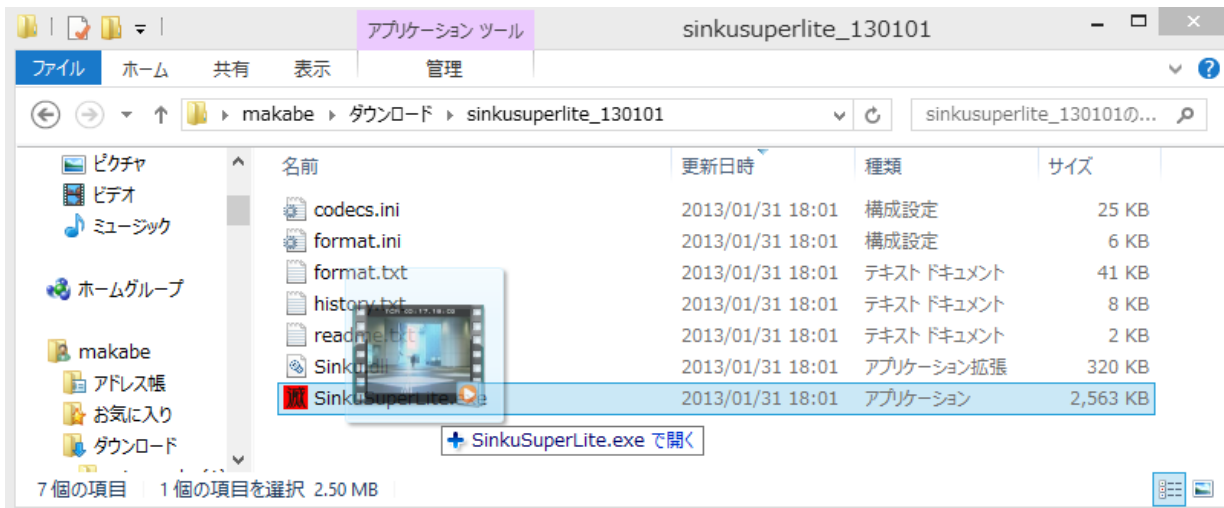 アプリケーション ツール
sinkusuperlite_130101
ファイル ホーム 共有 表示 管理
makabe ダウンロード sinkusuperlite_130101
sinkusuperlite_130101の...
ピクチャ
ビデオ
ミュージック
ホームグループ
makabe
アドレス帳
お気に入り
ダウンロード
名前 更新日時 種類 サイズ
codecs.ini 2013/01/31 18:01 構成設定 25 KB
format.ini 2013/01/31 18:01 構成設定 6 KB
format.txt 2013/01/31 18:01 テキスト ドキュメント 41 KB
history.txt 2013/01/31 18:01 テキスト ドキュメント 8 KB
readme.txt 2013/01/31 18:01 テキスト ドキュメント 2 KB
Sinku.dll 2013/01/31 18:01 アプリケーション拡張 320 KB
SinkuSuperLite.exe 2013/01/31 18:01 アプリケーション 2,563 KB
SinkuSuperLite.exe で開く
7 個の項目 1 個の項目を選択 2.50 MB